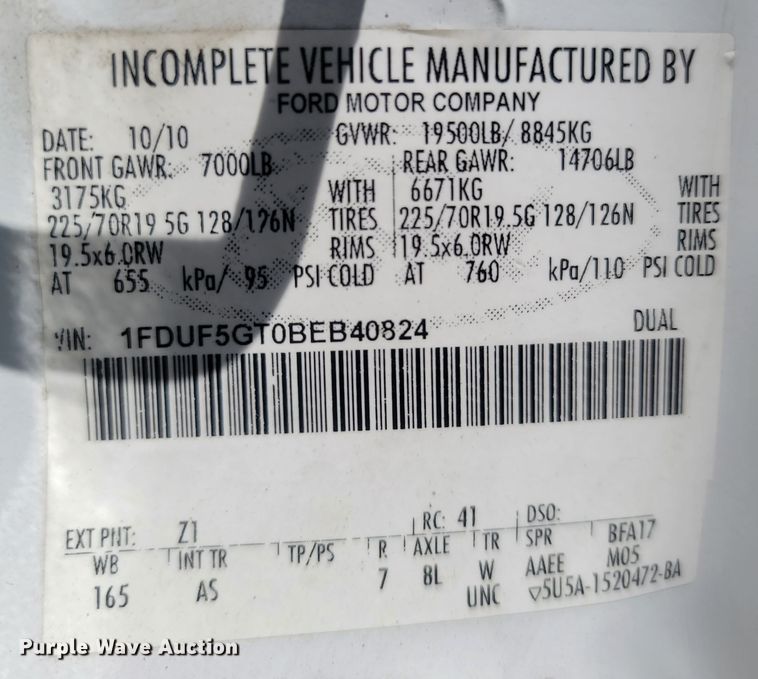 INCOMPLETE VEHICLE MANUFACTURED BY
FORD MOTOR COMPANY
DATE: 10/10 GVWR: 19500LB/ 8845KG
FRONT GAWR: 7000LB REAR GAWR: 14706LB
3175KG WITH 6671KG WITH
225/70R19.5G 128/126N TIRES 225/70R19.5G 128/126N TIRES
19.5x6.0RW RIMS 19.5x6.0RW RIMS
AT 655 kPa/ 95 PSI COLD AT 760 kPa/110 PSI COLD
VIN: 1FDUF5GT0BEB40824 DUAL
EXT PNT: Z1 RC: 41 DSO:
WB INT TR TP/PS R AXLE TR SPR BFA17
165 AS 7 8L W AAEE M05
UNC ▽5U5A-1520472-BA
Purple Wave Auction